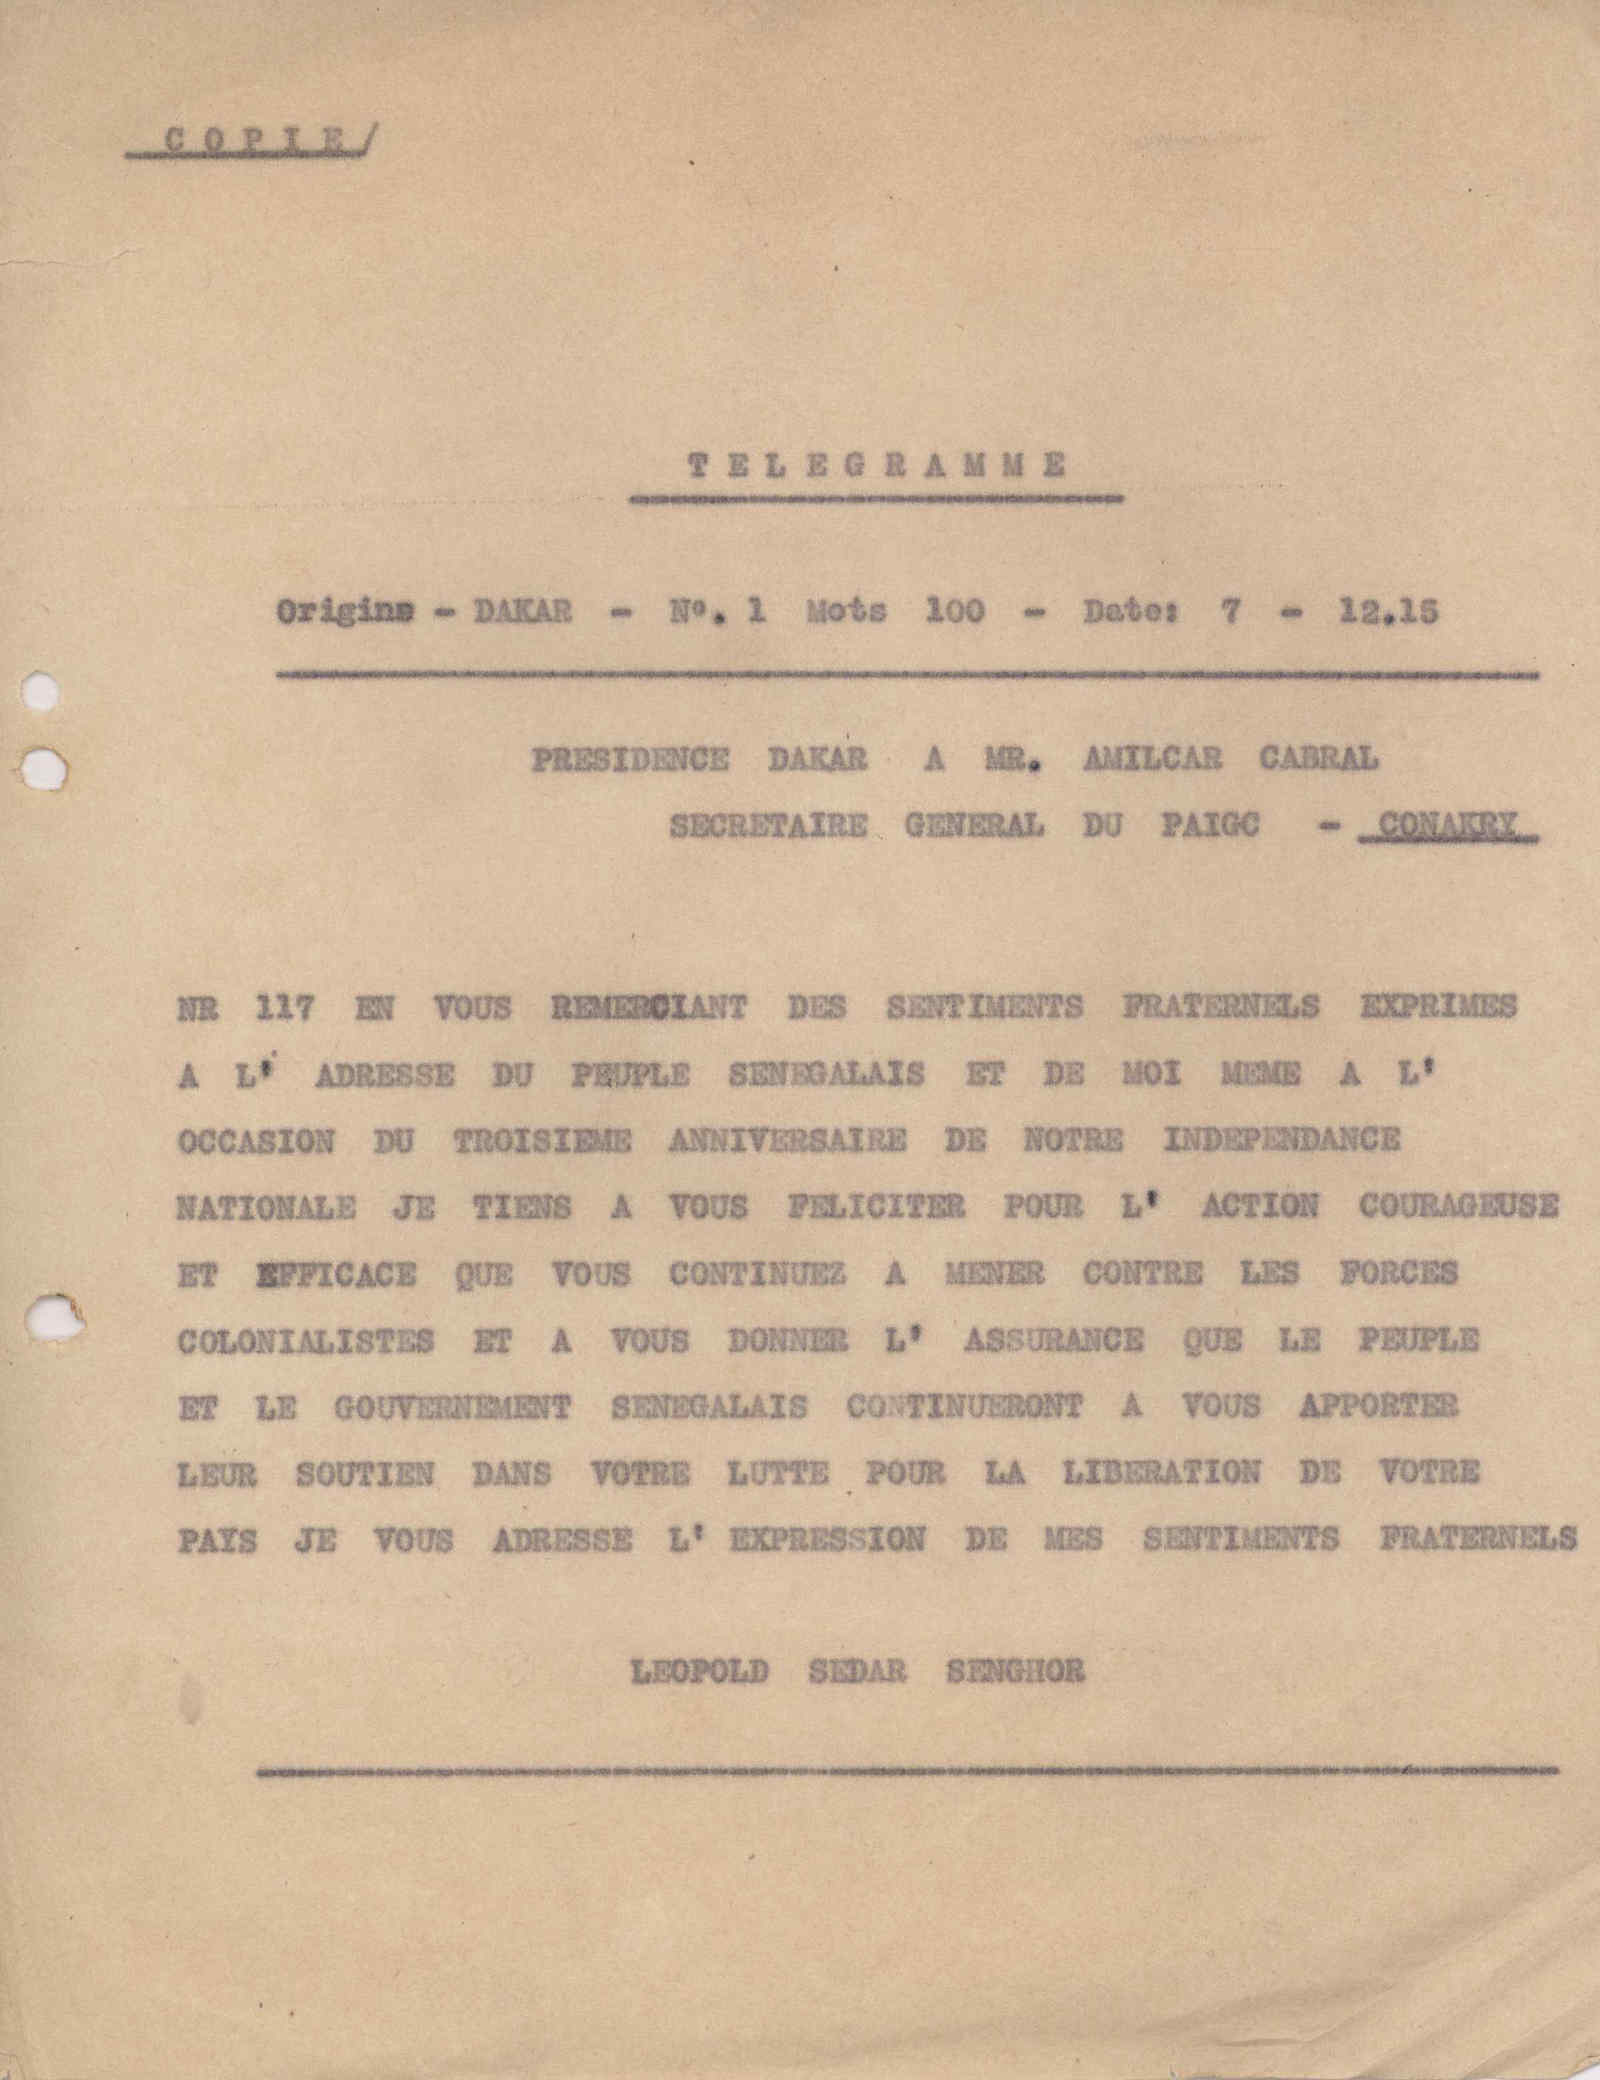 COPIE/
TELEGRAMME
Origine - DAKAR - Nº. 1 Mots 100 - Date: 7 - 12.15
PRESIDENCE DAKAR A MR. AMILCAR CABRAL
SECRETAIRE GENERAL DU PAIGC - CONAKRY
NR 117 EN VOUS REMERCIANT DES SENTIMENTS FRATERNELS EXPRIMES
A L' ADRESSE DU PEUPLE SENEGALAIS ET DE MOI MEME A L'
OCCASION DU TROISIEME ANNIVERSAIRE DE NOTRE INDEPENDANCE
NATIONALE JE TIENS A VOUS FELICITER POUR L' ACTION COURAGEUSE
ET EFFICACE QUE VOUS CONTINUEZ A MENER CONTRE LES FORCES
COLONIALISTES ET A VOUS DONNER L' ASSURANCE QUE LE PEUPLE
ET LE GOUVERNEMENT SENEGALAIS CONTINUERONT A VOUS APPORTER
LEUR SOUTIEN DANS VOTRE LUTTE POUR LA LIBERATION DE VOTRE
PAYS JE VOUS ADRESSE L' EXPRESSION DE MES SENTIMENTS FRATERNELS
LEOPOLD SEDAR SENGHOR